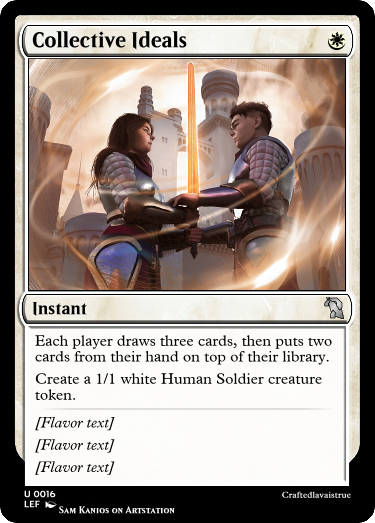 Collective Ideals
Instant
Each player draws three cards, then puts two
cards from their hand on top of their library.
Create a 1/1 white Human Soldier creature
token.
[Flavor text]
[Flavor text]
[Flavor text]
U 0016
LEF Sam Kanios on Artstation
Craftedlavaistrue